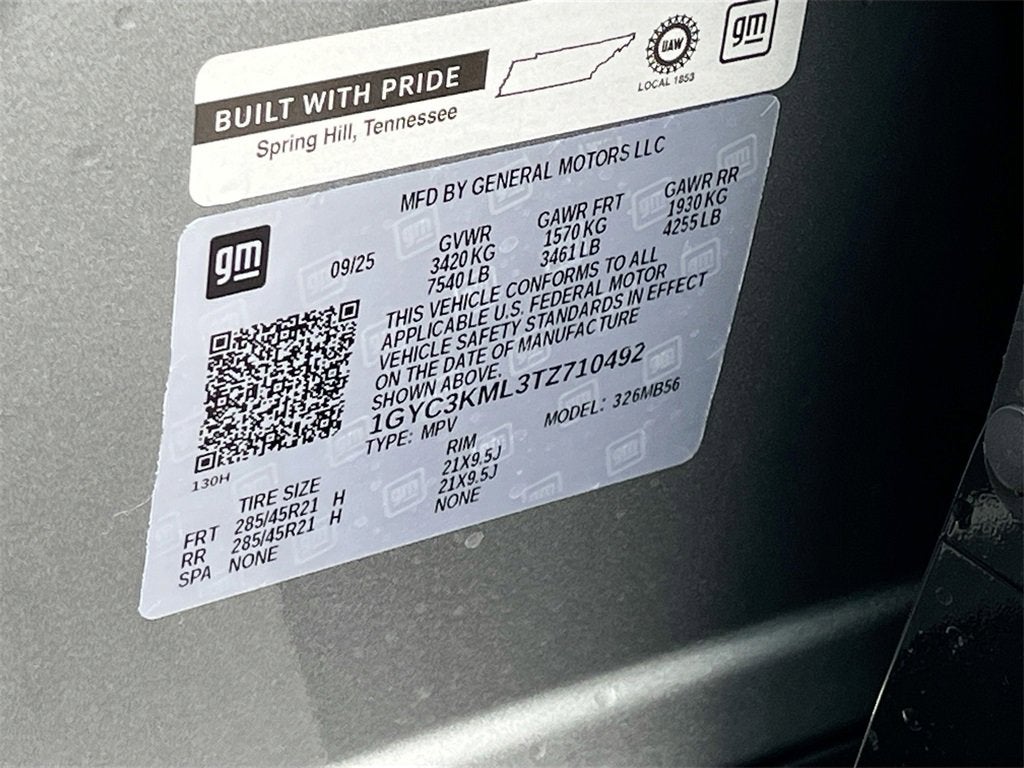 BUILT WITH PRIDE
Spring Hill, Tennessee
UAW
LOCAL 1853
gm
MFD BY GENERAL MOTORS LLC
gm
09/25
GVWR
3420 KG
7540 LB
GAWR FRT
1570 KG
3461 LB
GAWR RR
1930 KG
4255 LB
THIS VEHICLE CONFORMS TO ALL
APPLICABLE U.S. FEDERAL MOTOR
VEHICLE SAFETY STANDARDS IN EFFECT
ON THE DATE OF MANUFACTURE
SHOWN ABOVE.
1GYC3KML3TZ710492
TYPE: MPV
MODEL: 326MB56
130H
TIRE SIZE RIM
FRT 285/45R21 H 21X9.5J
RR 285/45R21 H 21X9.5J
SPA NONE NONE